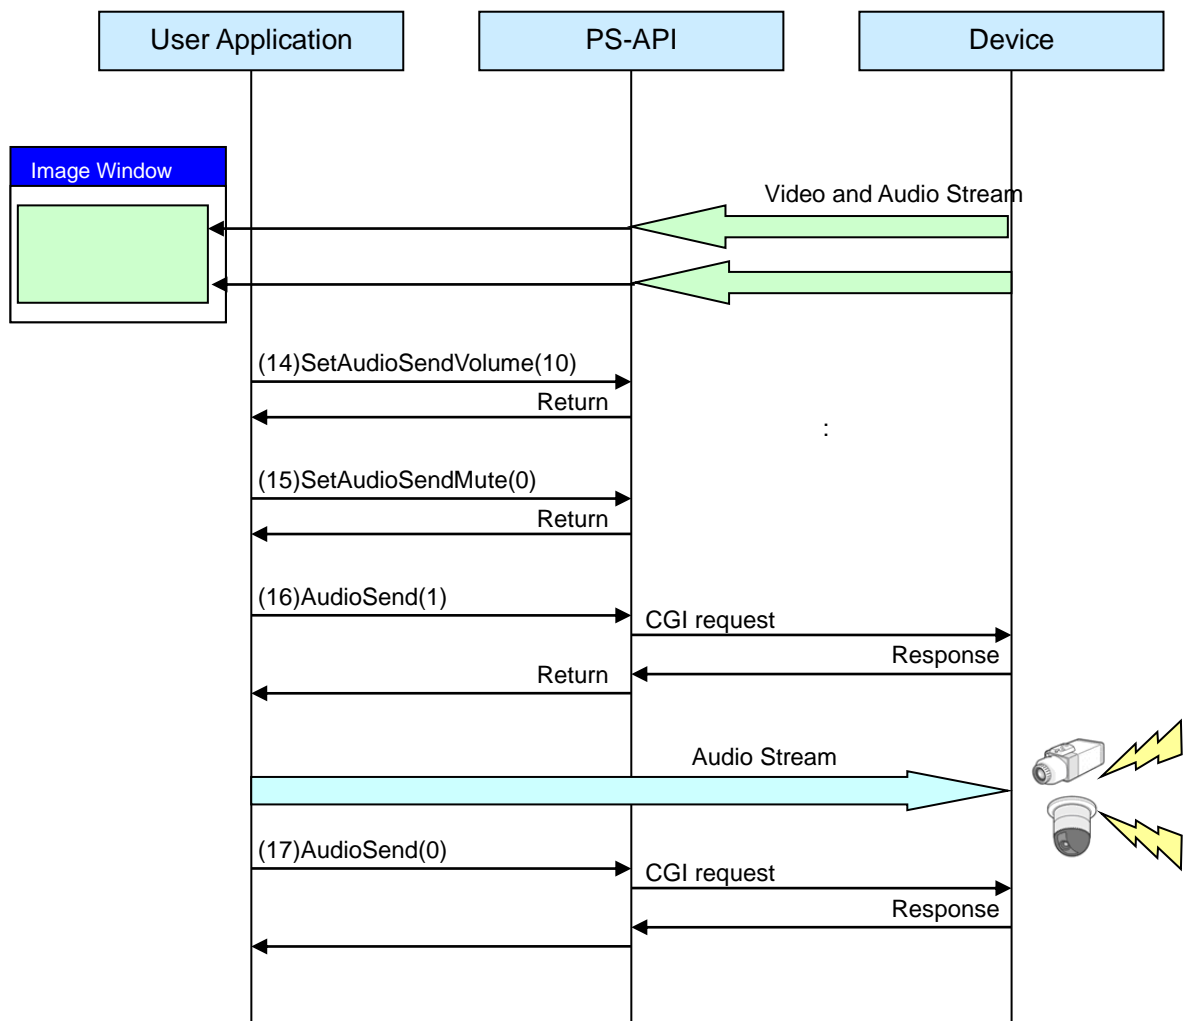 User Application
PS-API
Device
Image Window
Video and Audio Stream
(14)SetAudioSendVolume(10)
Return
:
(15)SetAudioSendMute(0)
Return
(16)AudioSend(1)
CGI request
Response
Return
Audio Stream
(17)AudioSend(0)
CGI request
Response